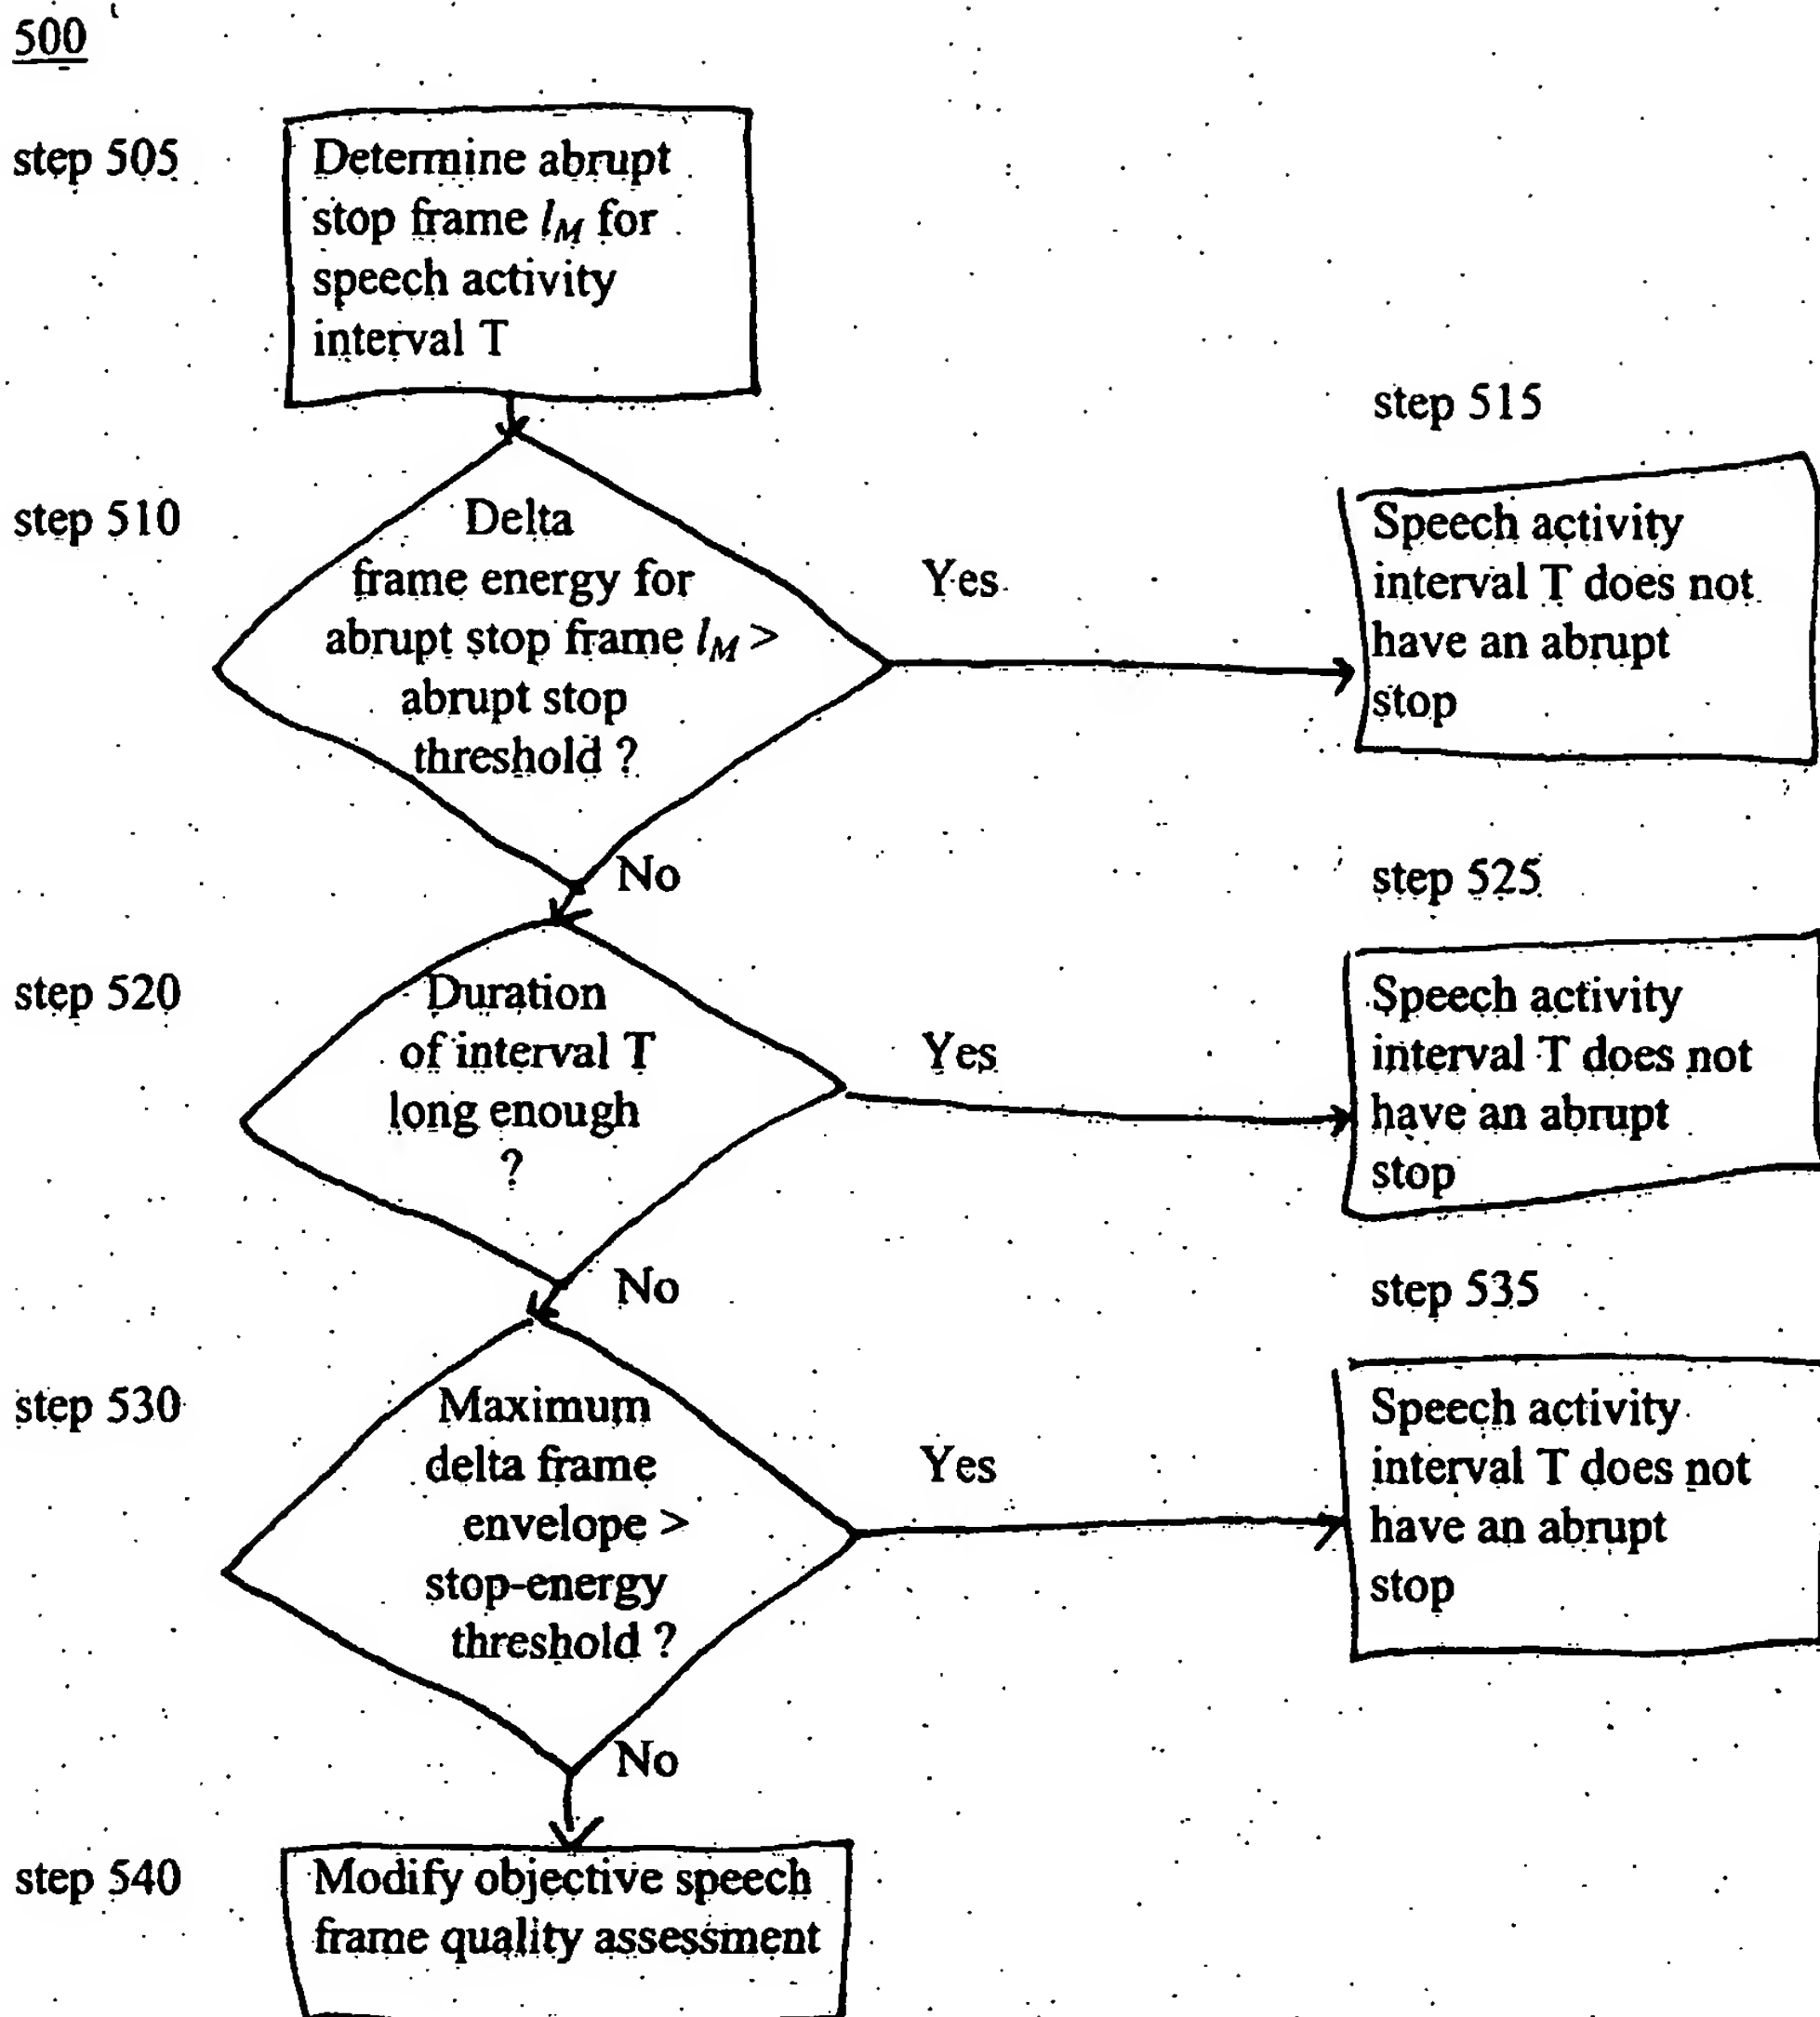 500
step 505
Determine abrupt
stop frame l_M for
speech activity
interval T
step 510
Delta
frame energy for
abrupt stop frame l_M >
abrupt stop
threshold ?
Yes
step 515
Speech activity
interval T does not
have an abrupt
stop
No
step 520
Duration
of interval T
long enough
?
Yes
step 525
Speech activity
interval T does not
have an abrupt
stop
No
step 530
Maximum
delta frame
envelope >
stop-energy
threshold ?
Yes
step 535
Speech activity
interval T does not
have an abrupt
stop
No
step 540
Modify objective speech
frame quality assessment